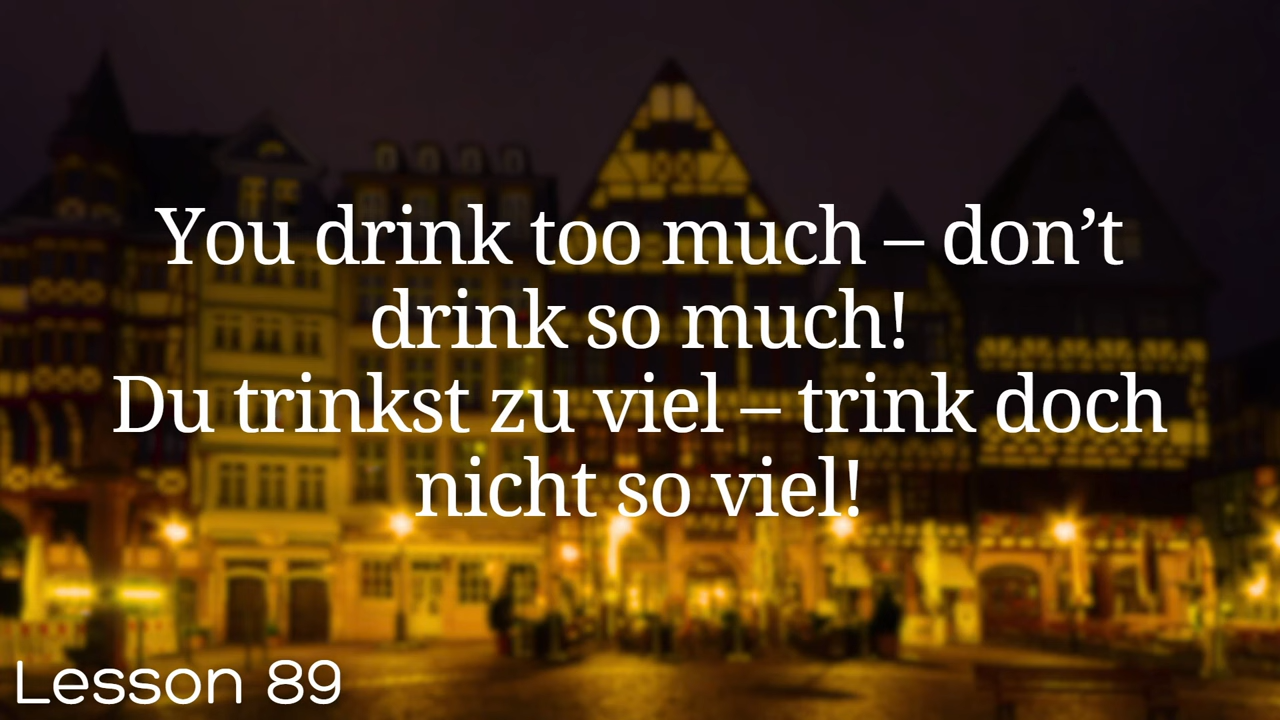 You drink too much – don’t
drink so much!
Du trinkst zu viel – trink doch
nicht so viel!
Lesson 89